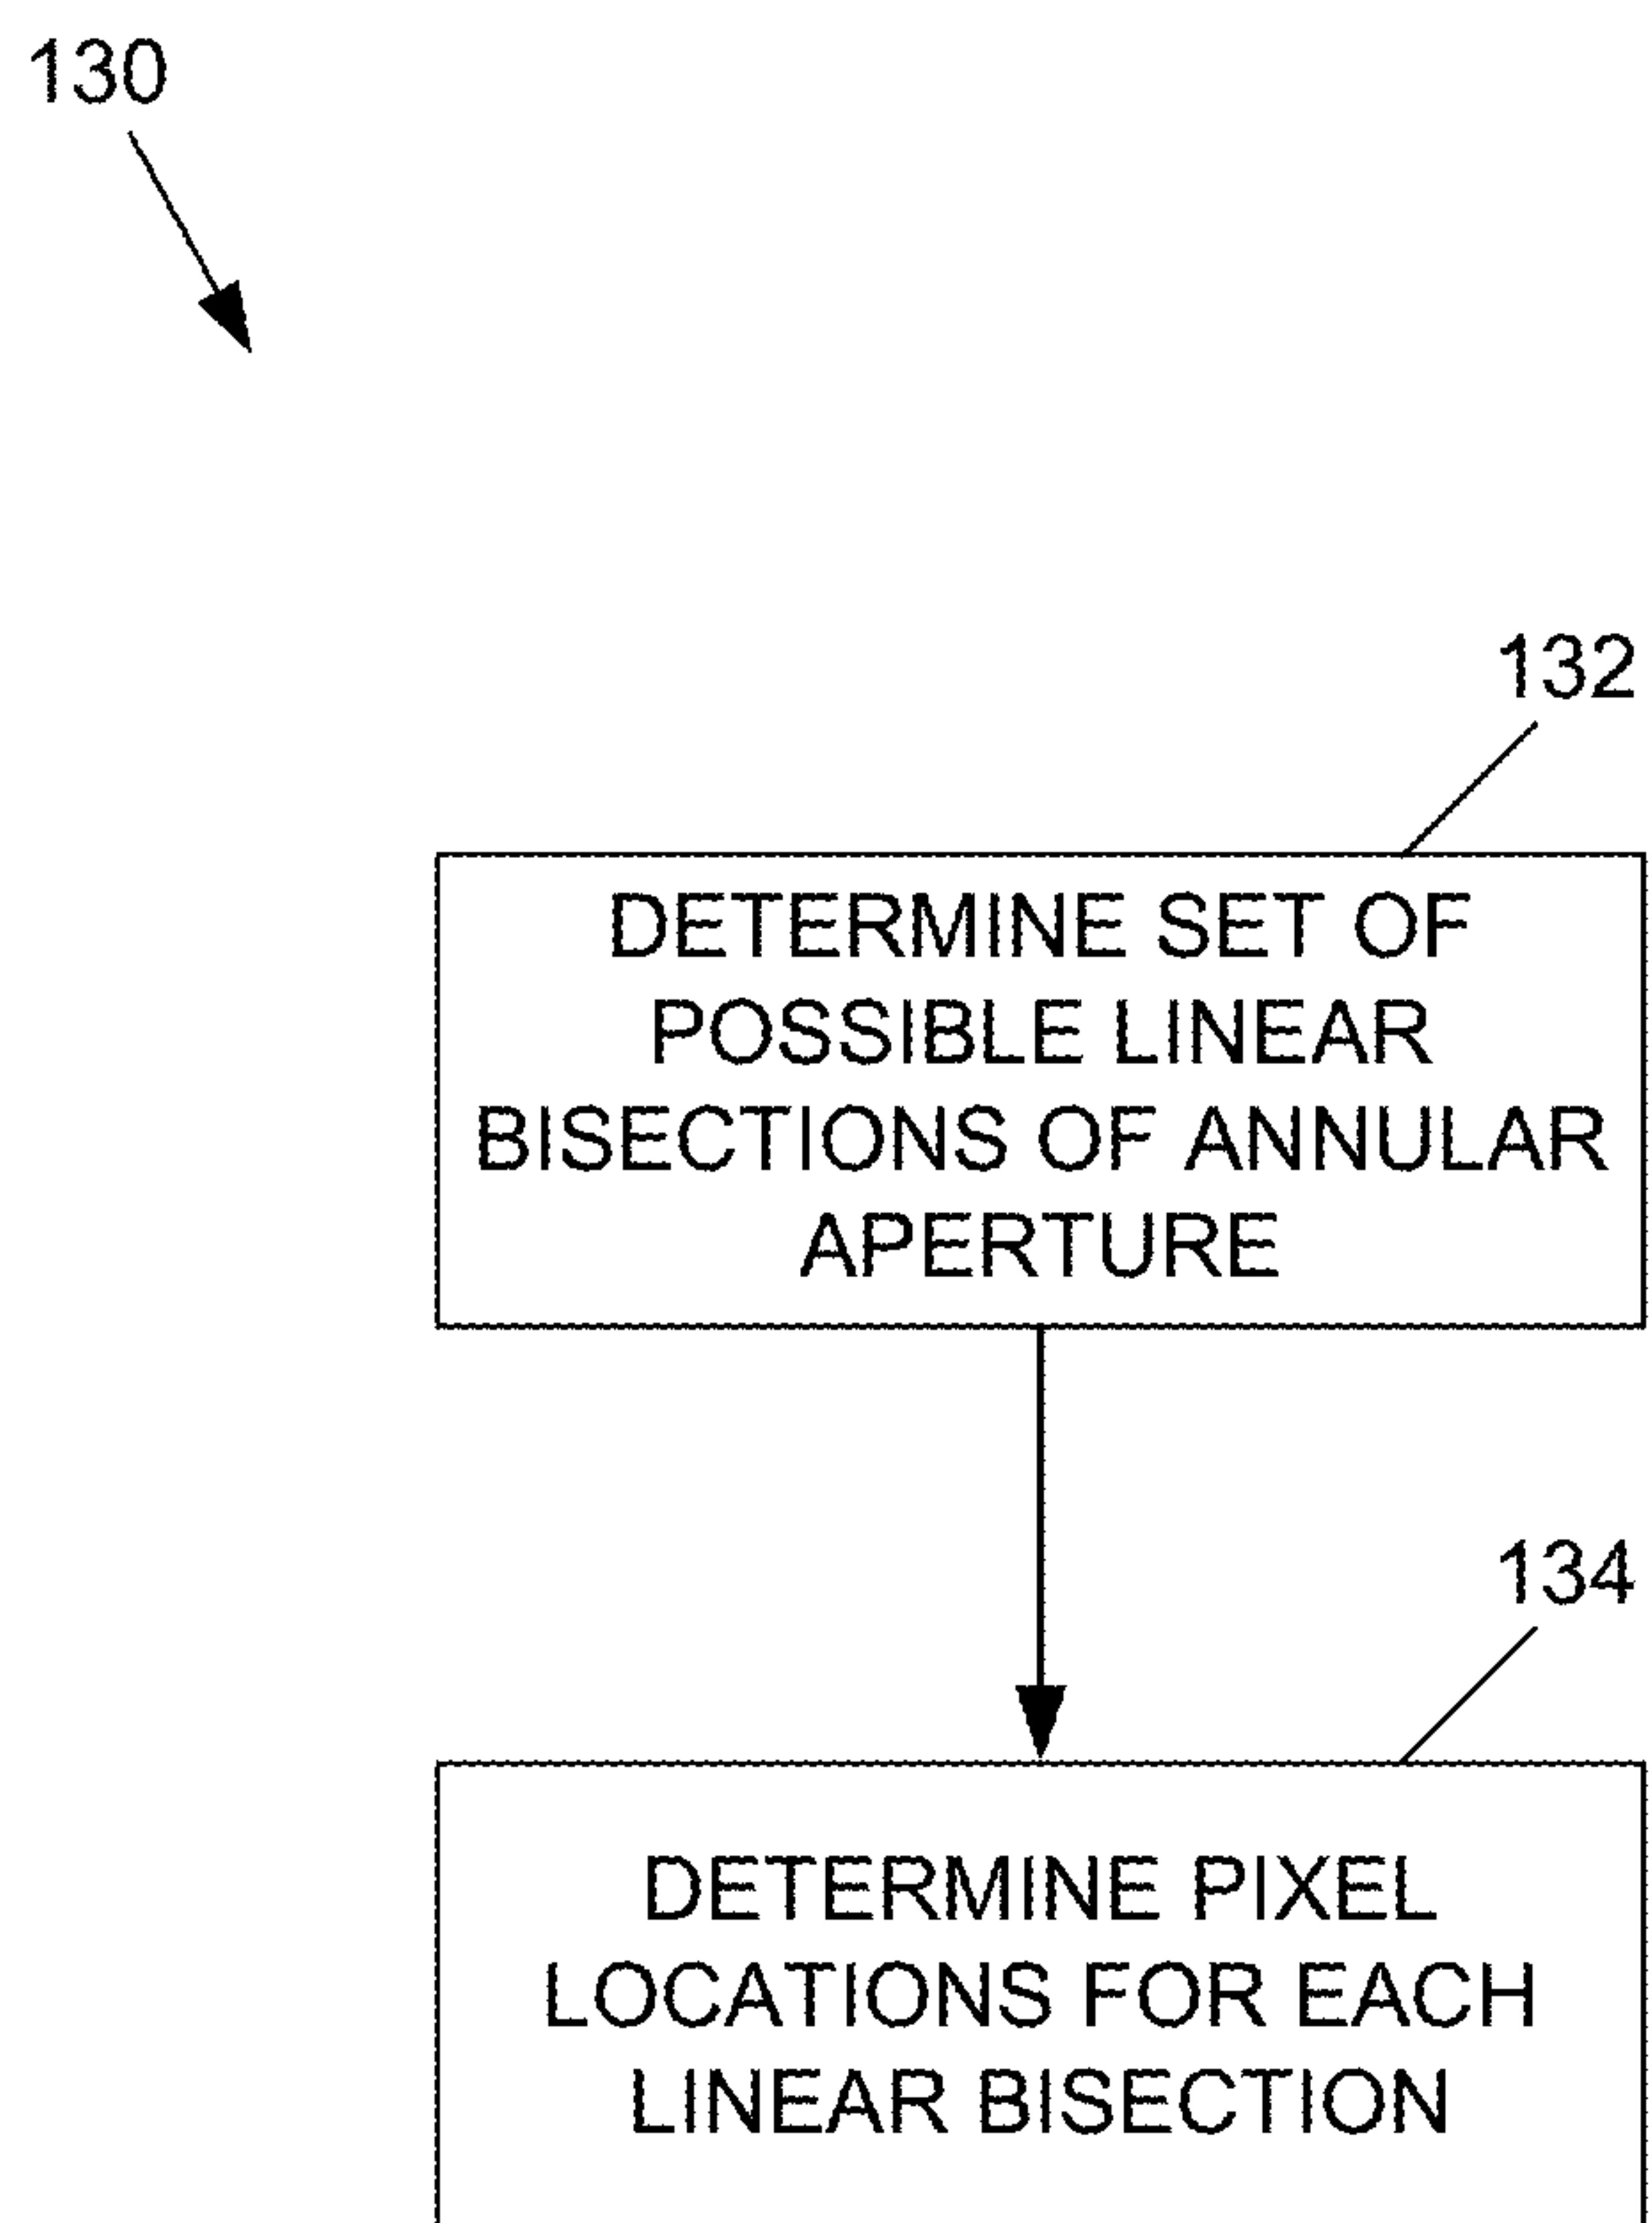 130
132
DETERMINE SET OF
POSSIBLE LINEAR
BISECTIONS OF ANNULAR
APERTURE
134
DETERMINE PIXEL
LOCATIONS FOR EACH
LINEAR BISECTION